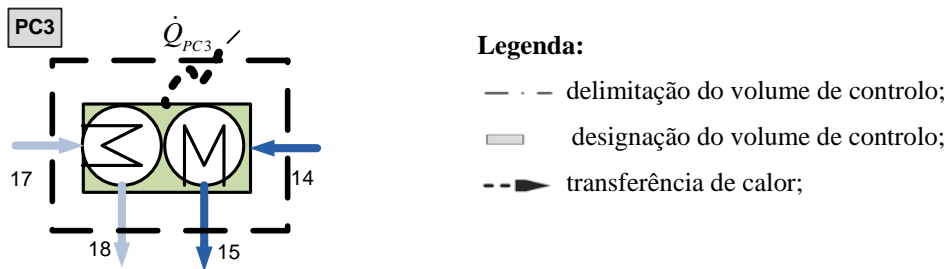 PC3
Q̇_PC3
17
14
18
15
Legenda:
delimitação do volume de controlo;
designação do volume de controlo;
transferência de calor;